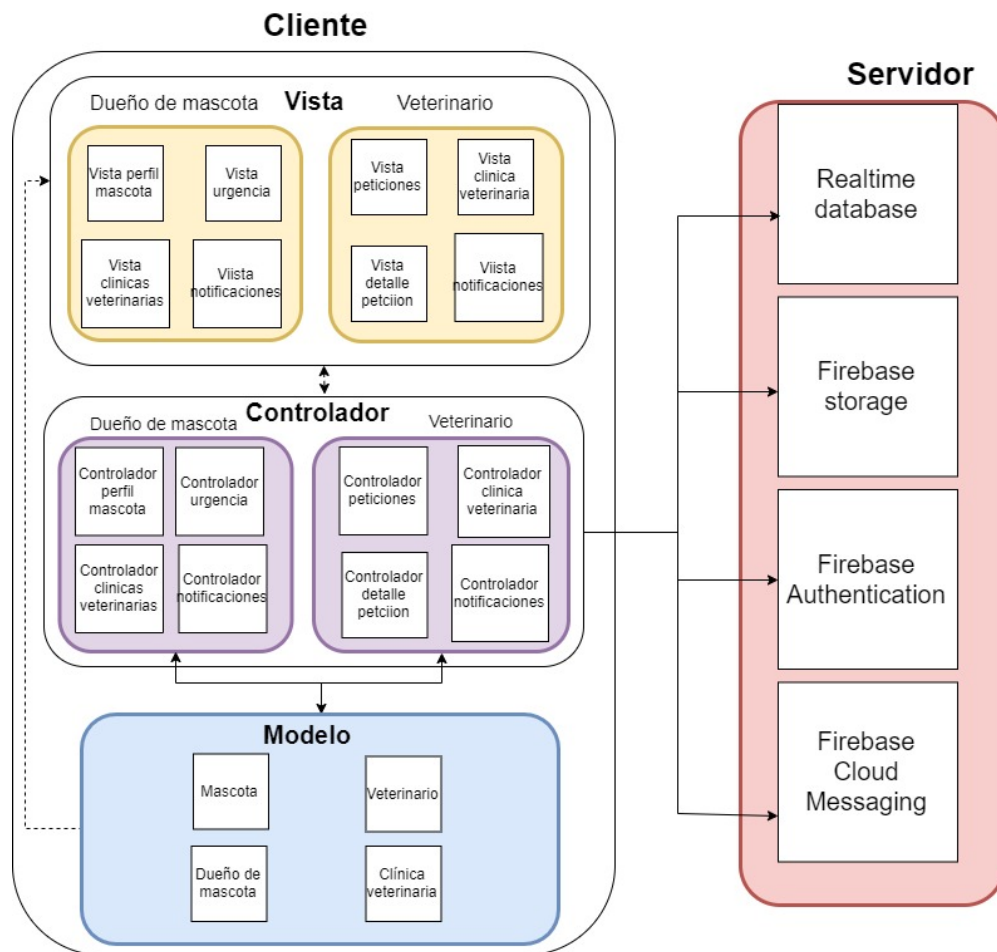 Cliente
Dueño de mascota
Vista
Veterinario
Vista perfil
mascota
Vista
urgencia
Vista
clinicas
veterinarias
Viista
notificaciones
Vista
peticiones
Vista
clinica
veterinaria
Vista
detalle
petciion
Viista
notificaciones
Controlador
Dueño de mascota
Veterinario
Controlador
perfil
mascota
Controlador
urgencia
Controlador
clinicas
veterinarias
Controlador
notificaciones
Controlador
peticiones
Controlador
clinica
veterinaria
Controlador
detalle
petciion
Controlador
notificaciones
Modelo
Mascota
Veterinario
Dueño de
mascota
Clínica
veterinaria
Servidor
Realtime
database
Firebase
storage
Firebase
Authentication
Firebase
Cloud
Messaging